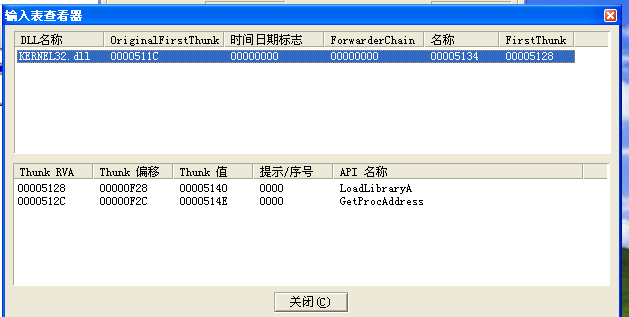 输入表查看器
DLL名称 OriginalFirstThunk 时间日期标志 ForwarderChain 名称 FirstThunk
KERNEL32.dll 0000511C 00000000 00000000 00005134 00005128
Thunk RVA Thunk 偏移 Thunk 值 提示/序号 API 名称
00005128 00000F28 00005140 0000 LoadLibraryA
0000512C 00000F2C 0000514E 0000 GetProcAddress
关闭(C)